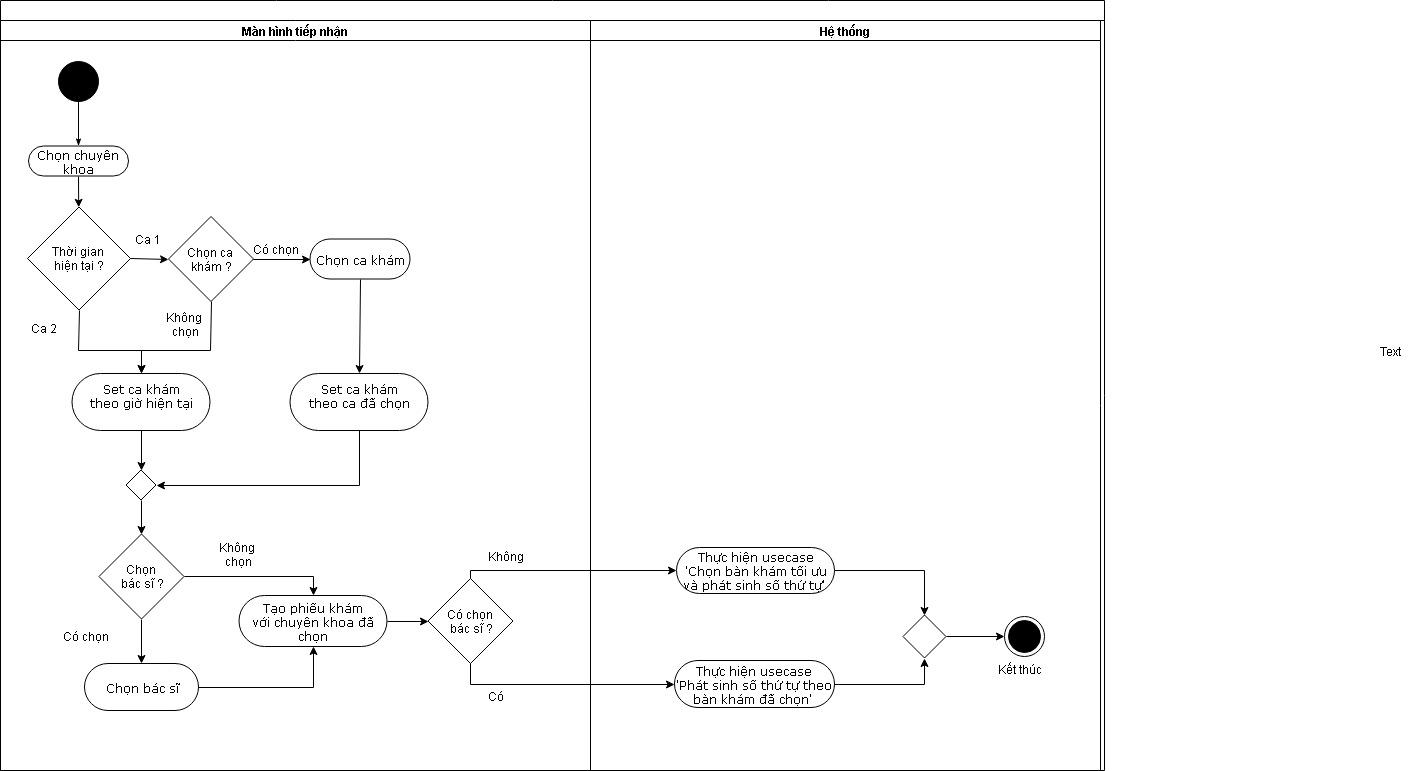 Màn hình tiếp nhận
Hệ thống
Chọn chuyên
khoa
Thời gian
hiện tại ?
Ca 1
Chọn ca
khám ?
Có chọn
Chọn ca khám
Ca 2
Không
chọn
Set ca khám
theo giờ hiện tại
Set ca khám
theo ca đã chọn
Text
Chọn
bác sĩ ?
Không
chọn
Có chọn
Chọn bác sĩ
Tạo phiếu khám
với chuyên khoa đã
chọn
Có chọn
bác sĩ ?
Không
Có
Thực hiện usecase
'Chọn bàn khám tối ưu
và phát sinh số thứ tự'
Thực hiện usecase
'Phát sinh số thứ tự theo
bàn khám đã chọn'
Kết thúc